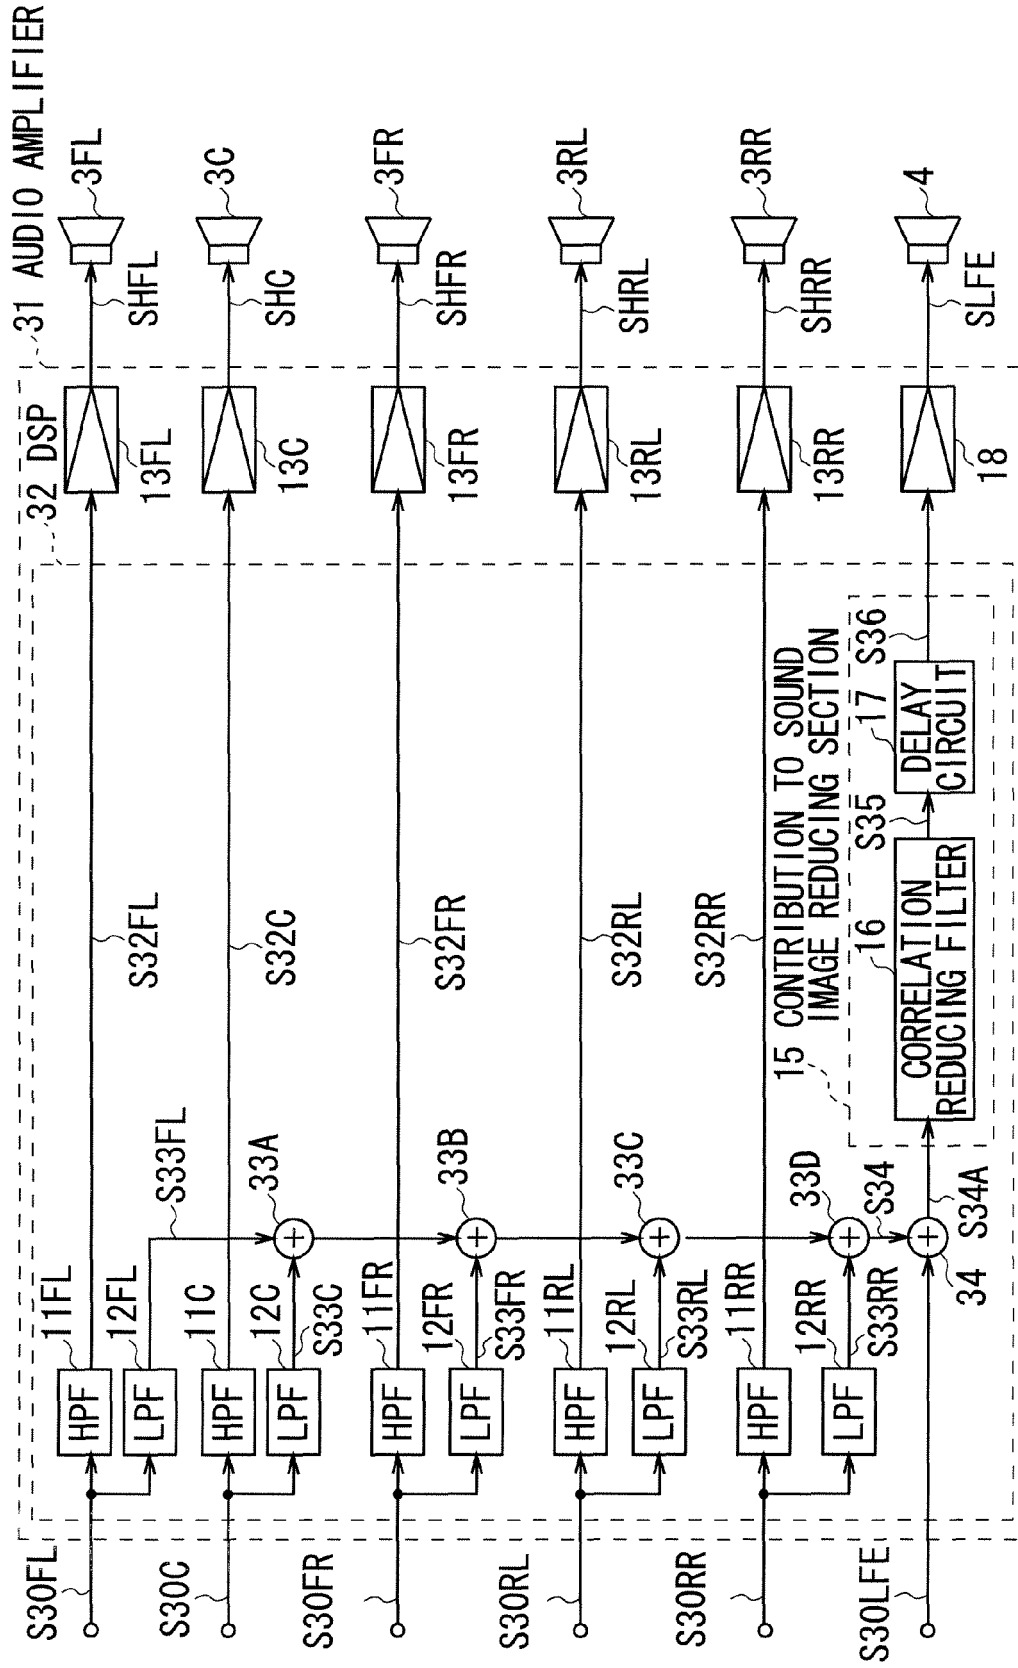 31 AUDIO AMPLIFIER
32 DSP
S30FL
HPF
11FL
LPF
12FL
S33FL
S32FL
13FL
SHFL
3FL
S30C
HPF
11C
LPF
12C
S33C
33A
S32C
13C
SHC
3C
S30FR
HPF
11FR
LPF
12FR
S33FR
33B
S32FR
13FR
SHFR
3FR
S30RL
HPF
11RL
LPF
12RL
S33RL
33C
S32RL
13RL
SHRL
3RL
S30RR
HPF
11RR
LPF
12RR
S33RR
33D
S34
S32RR
13RR
SHRR
3RR
15 CONTRIBUTION TO SOUND
IMAGE REDUCING SECTION
S30LFE
34
S34A
16
CORRELATION
REDUCING FILTER
S35
17
DELAY
CIRCUIT
S36
18
SLFE
4